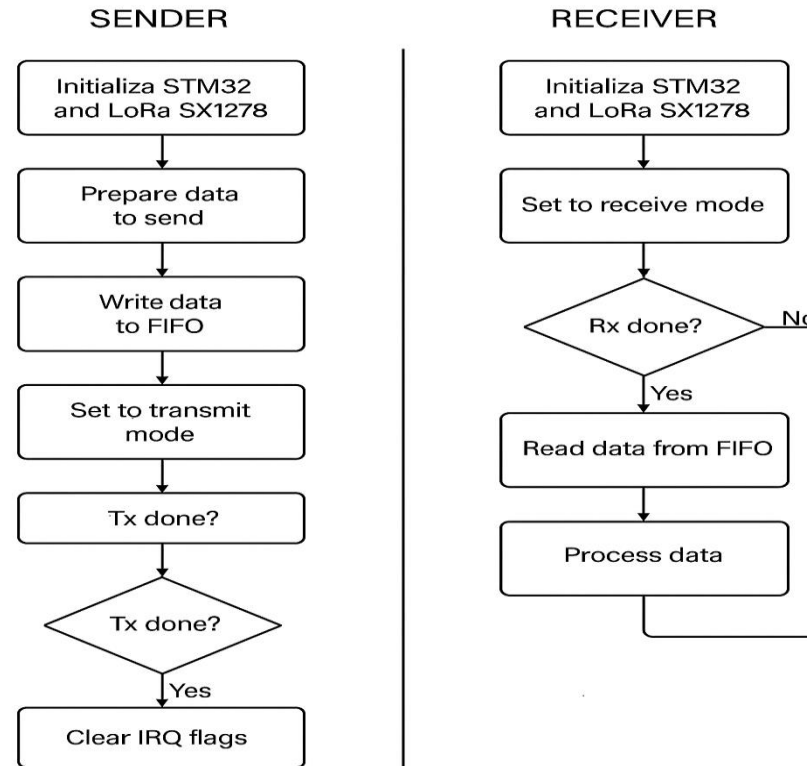 SENDER
Initializa STM32
and LoRa SX1278
Prepare data
to send
Write data
to FIFO
Set to transmit
mode
Tx done?
Tx done?
Yes
Clear IRQ flags
RECEIVER
Initializa STM32
and LoRa SX1278
Set to receive mode
Rx done?
No
Yes
Read data from FIFO
Process data